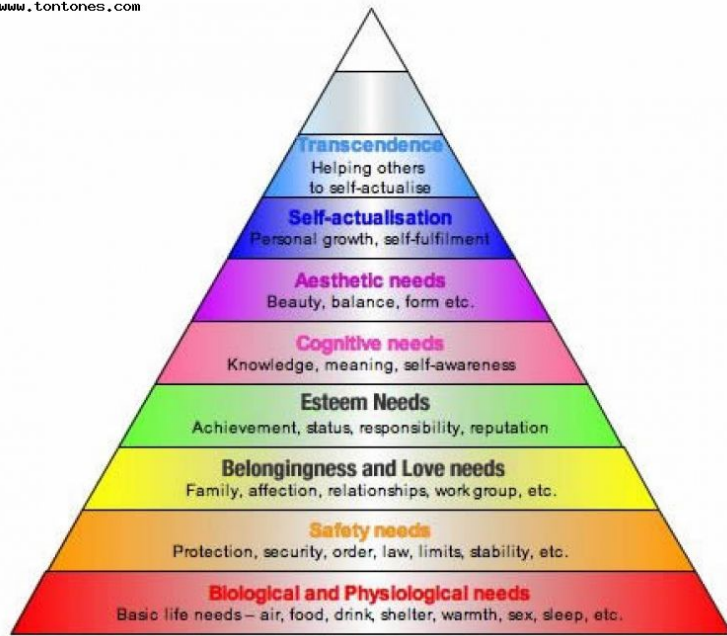 www.tontones.com
Transcendence
Helping others
to self-actualise
Self-actualisation
Personal growth, self-fulfilment
Aesthetic needs
Beauty, balance, form etc.
Cognitive needs
Knowledge, meaning, self-awareness
Esteem Needs
Achievement, status, responsibility, reputation
Belongingness and Love needs
Family, affection, relationships, work group, etc.
Safety needs
Protection, security, order, law, limits, stability, etc.
Biological and Physiological needs
Basic life needs – air, food, drink, shelter, warmth, sex, sleep, etc.